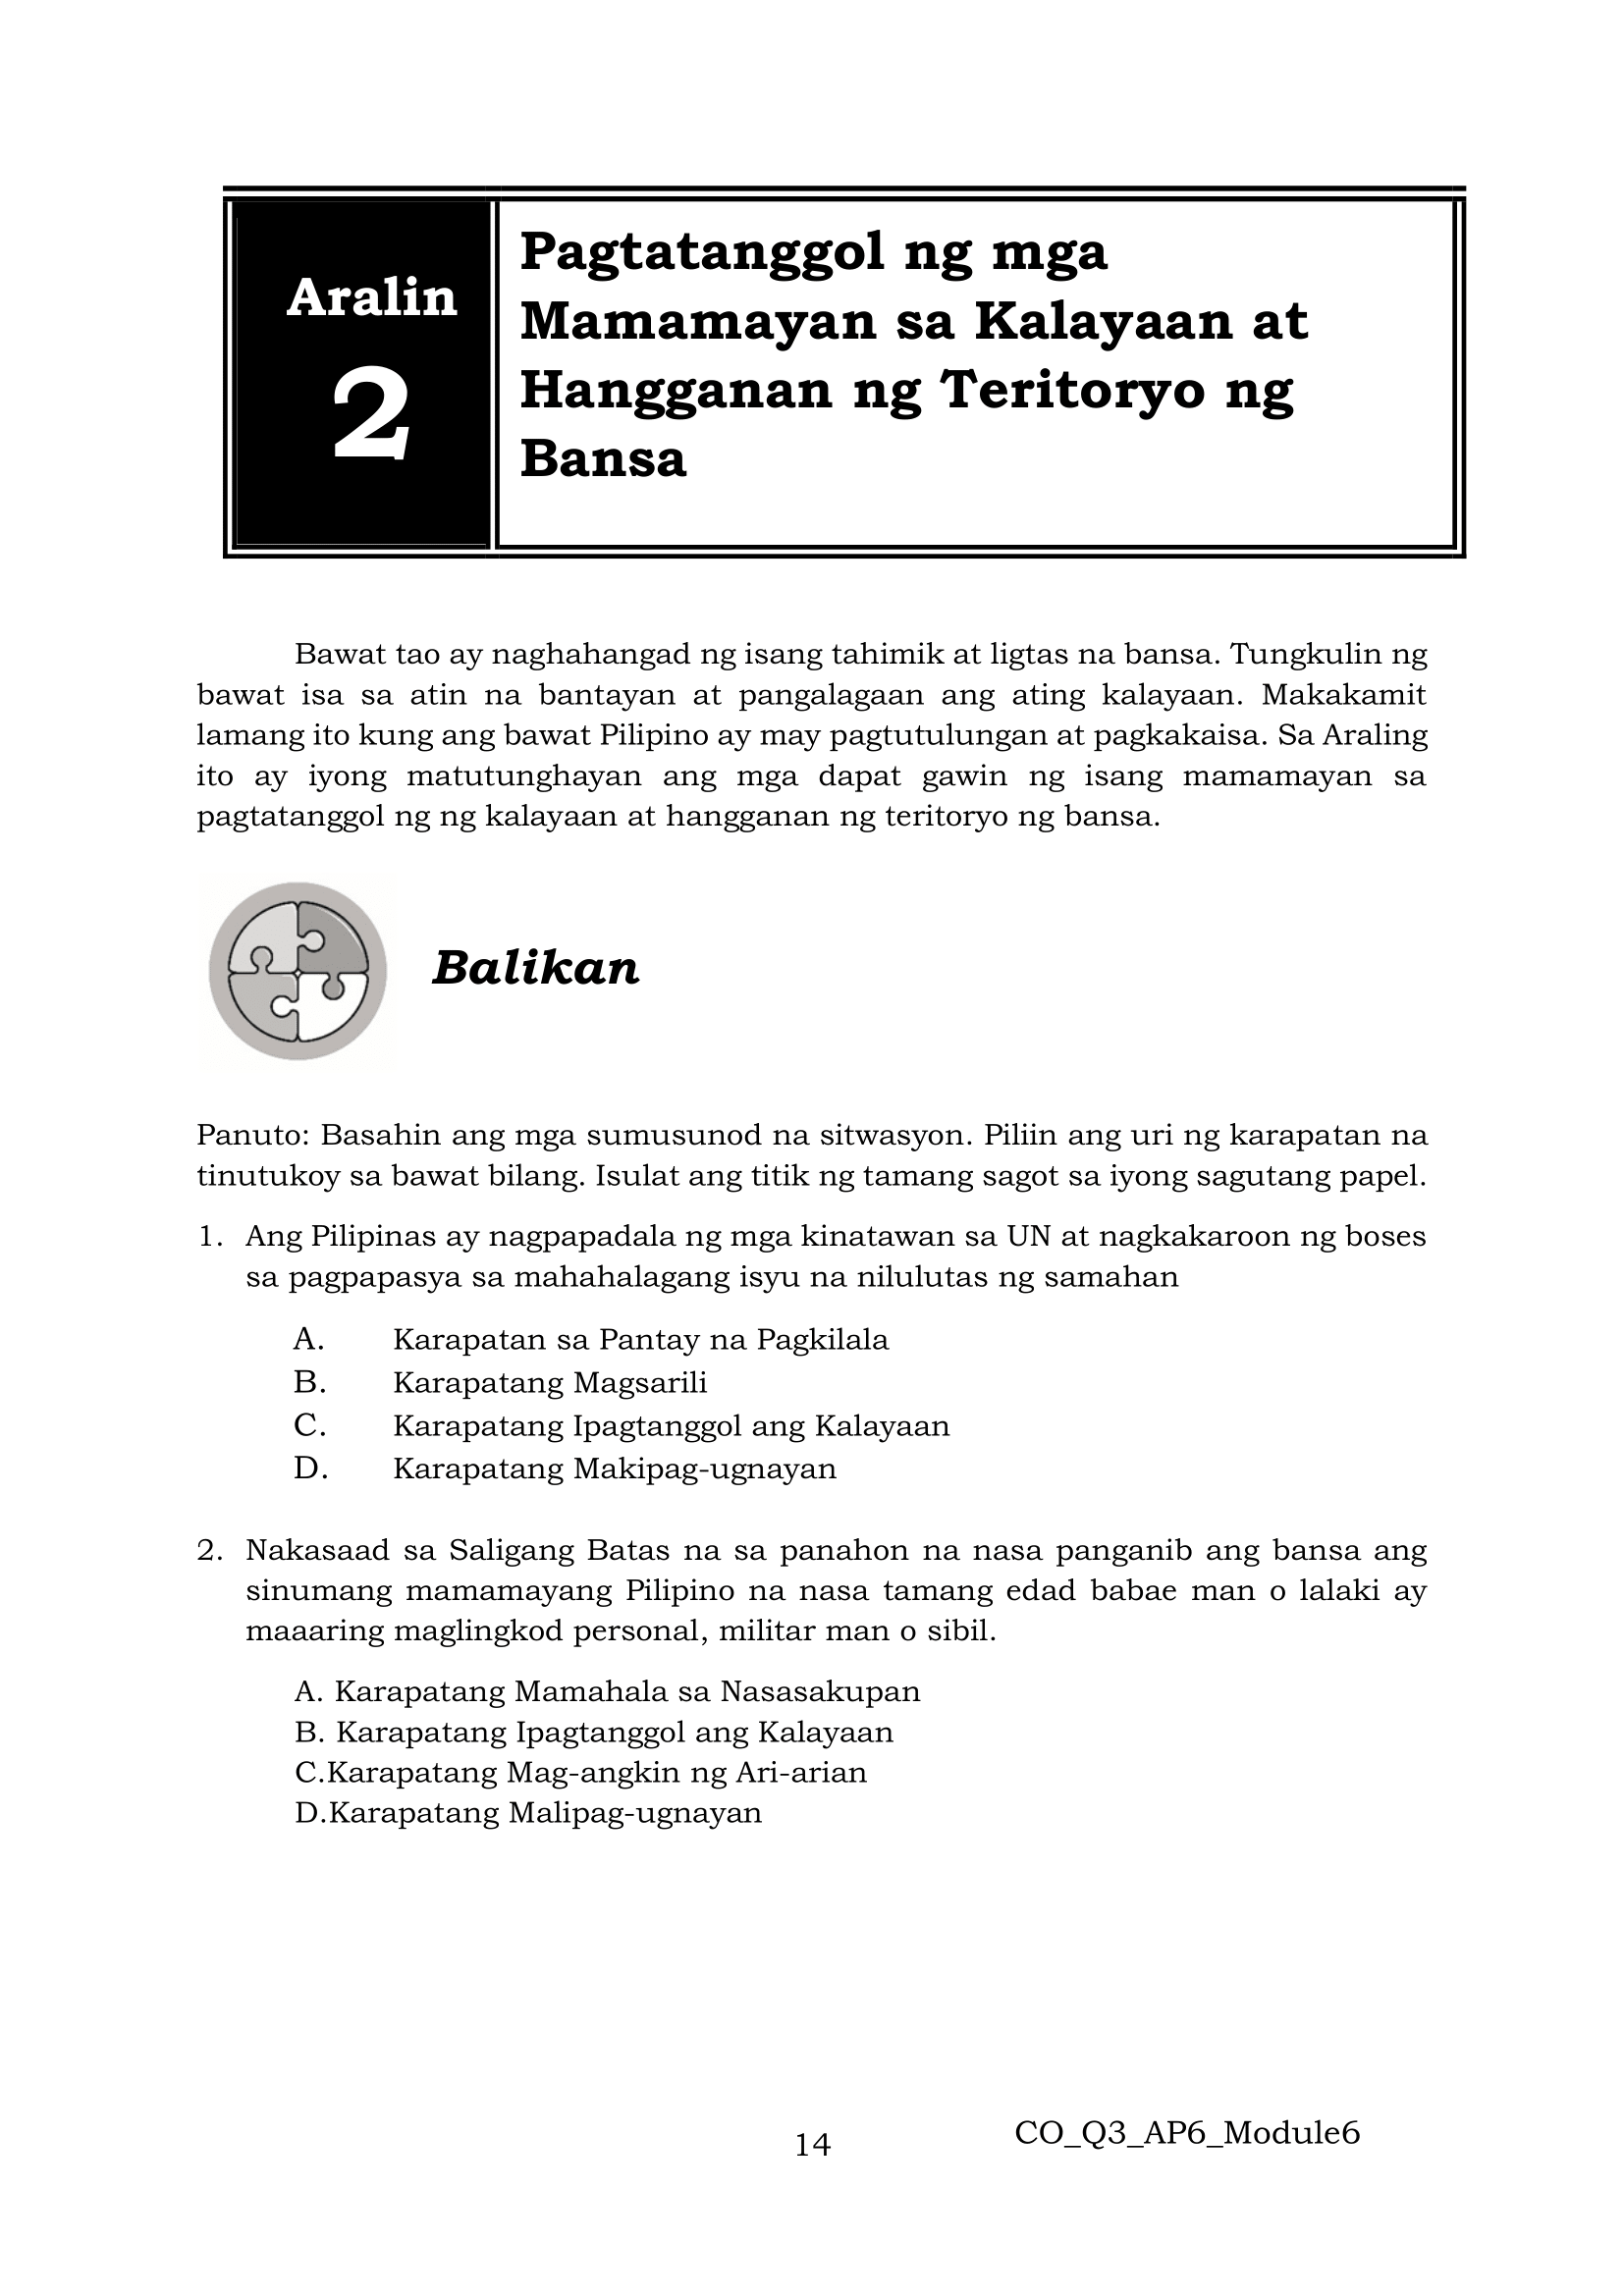 Aralin
2
Pagtatanggol ng mga
Mamamayan sa Kalayaan at
Hangganan ng Teritoryo ng
Bansa
Bawat tao ay naghahangad ng isang tahimik at ligtas na bansa. Tungkulin ng
bawat isa sa atin na bantayan at pangalagaan ang ating kalayaan. Makakamit
lamang ito kung ang bawat Pilipino ay may pagtutulungan at pagkakaisa. Sa Araling
ito ay iyong matutunghayan ang mga dapat gawin ng isang mamamayan sa
pagtatanggol ng ng kalayaan at hangganan ng teritoryo ng bansa.
Balikan
Panuto: Basahin ang mga sumusunod na sitwasyon. Piliin ang uri ng karapatan na
tinutukoy sa bawat bilang. Isulat ang titik ng tamang sagot sa iyong sagutang papel.
1. Ang Pilipinas ay nagpapadala ng mga kinatawan sa UN at nagkakaroon ng boses
sa pagpapasya sa mahahalagang isyu na nilulutas ng samahan
A. Karapatan sa Pantay na Pagkilala
B. Karapatang Magsarili
C. Karapatang Ipagtanggol ang Kalayaan
D. Karapatang Makipag-ugnayan
2. Nakasaad sa Saligang Batas na sa panahon na nasa panganib ang bansa ang
sinumang mamamayang Pilipino na nasa tamang edad babae man o lalaki ay
maaaring maglingkod personal, militar man o sibil.
A. Karapatang Mamahala sa Nasasakupan
B. Karapatang Ipagtanggol ang Kalayaan
C.Karapatang Mag-angkin ng Ari-arian
D.Karapatang Malipag-ugnayan
14
CO_Q3_AP6_Module6